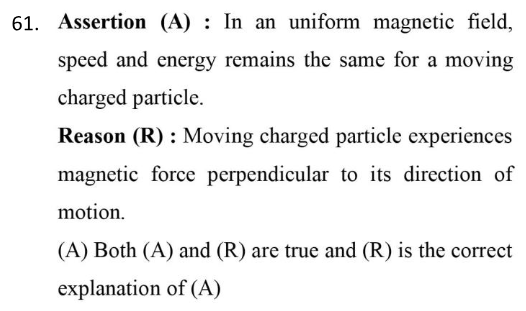 61. Assertion (A) : In an uniform magnetic field,
speed and energy remains the same for a moving
charged particle.
Reason (R) : Moving charged particle experiences
magnetic force perpendicular to its direction of
motion.
(A) Both (A) and (R) are true and (R) is the correct
explanation of (A)